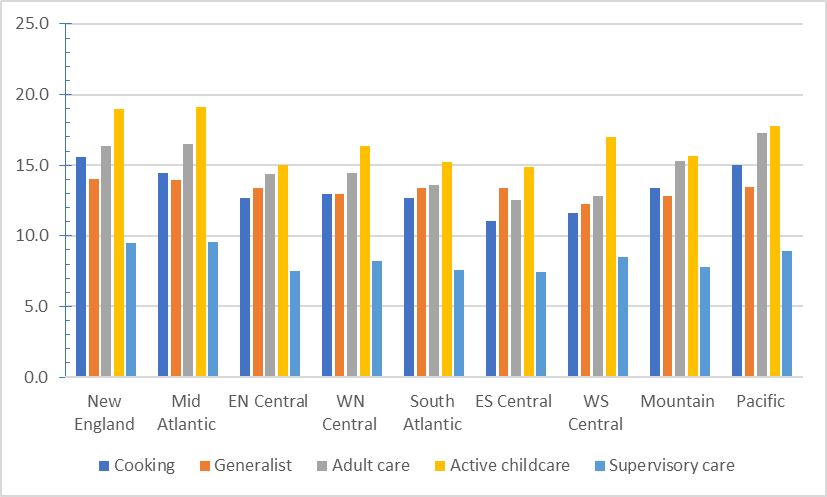 25.0
20.0
15.0
10.0
5.0
0.0
New England
Mid Atlantic
EN Central
WN Central
South Atlantic
ES Central
WS Central
Mountain
Pacific
Cooking
Generalist
Adult care
Active childcare
Supervisory care